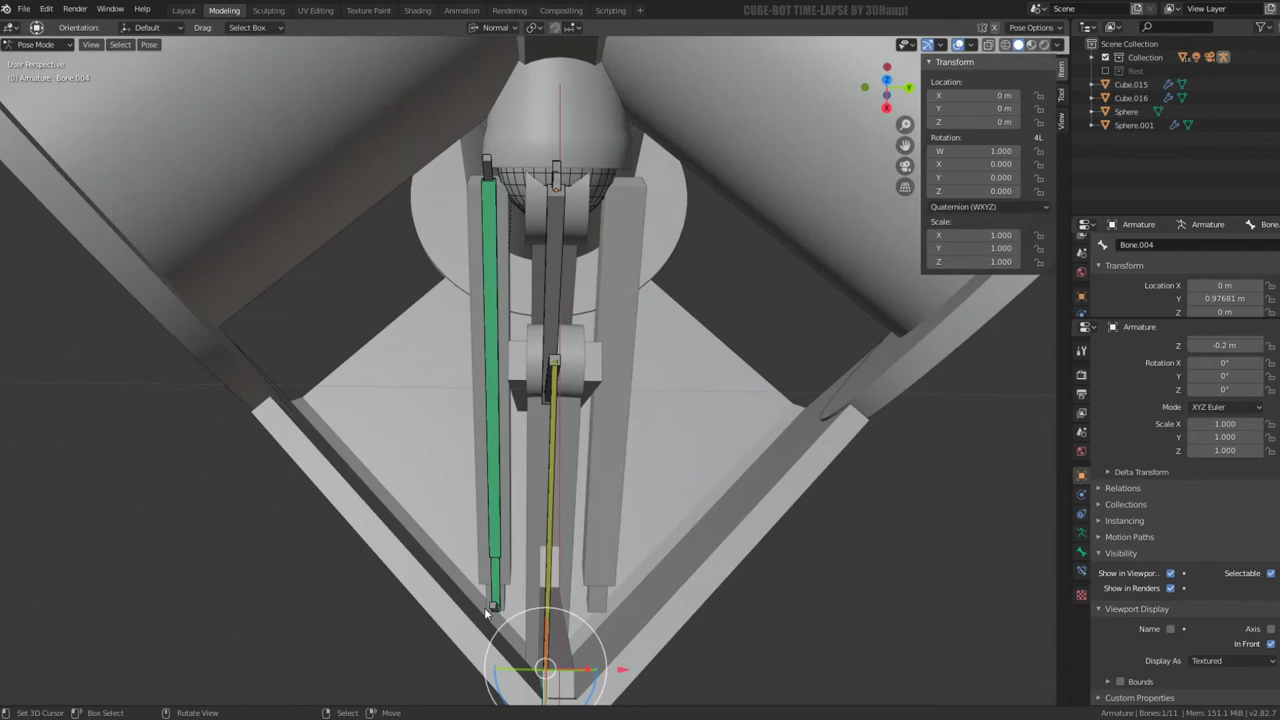 File Edit Render Window Help
Layout Modeling Sculpting UV Editing Texture Paint Shading Animation Rendering Compositing Scripting
CUBE-BOT TIME-LAPSE BY 3DHaupt
Scene View Layer
Orientation: Default Drag: Select Box Normal Pose Options
Pose Mode View Select Pose
User Perspective
(0) Armature : Bone.004
Transform
Location:
X 0 m
Y 0 m
Z 0 m
Rotation: 4L
W 1.000
X 0.000
Y 0.000
Z 0.000
Quaternion (WXYZ)
Scale:
X 1.000
Y 1.000
Z 1.000
Item
Tool
View
Z
Y
X
Scene Collection
Collection
Rest
Cube.015
Cube.016
Sphere
Sphere.001
Armature Armature Bone.
Bone.004
Transform
Location X 0 m
Y 0.97681 m
Z 0 m
Armature
Z -0.2 m
Rotation X 0°
Y 0°
Z 0°
Mode XYZ Euler
Scale X 1.000
Y 1.000
Z 1.000
Delta Transform
Relations
Collections
Instancing
Motion Paths
Visibility
Show in Viewpor.. Selectable
Show in Renders
Viewport Display
Name Axis
In Front
Display As Textured
Bounds
Custom Properties
Set 3D Cursor Box Select Rotate View Select Move
Armature | Bones:1/11 | Mem: 151.1 MiB | v2.82.7